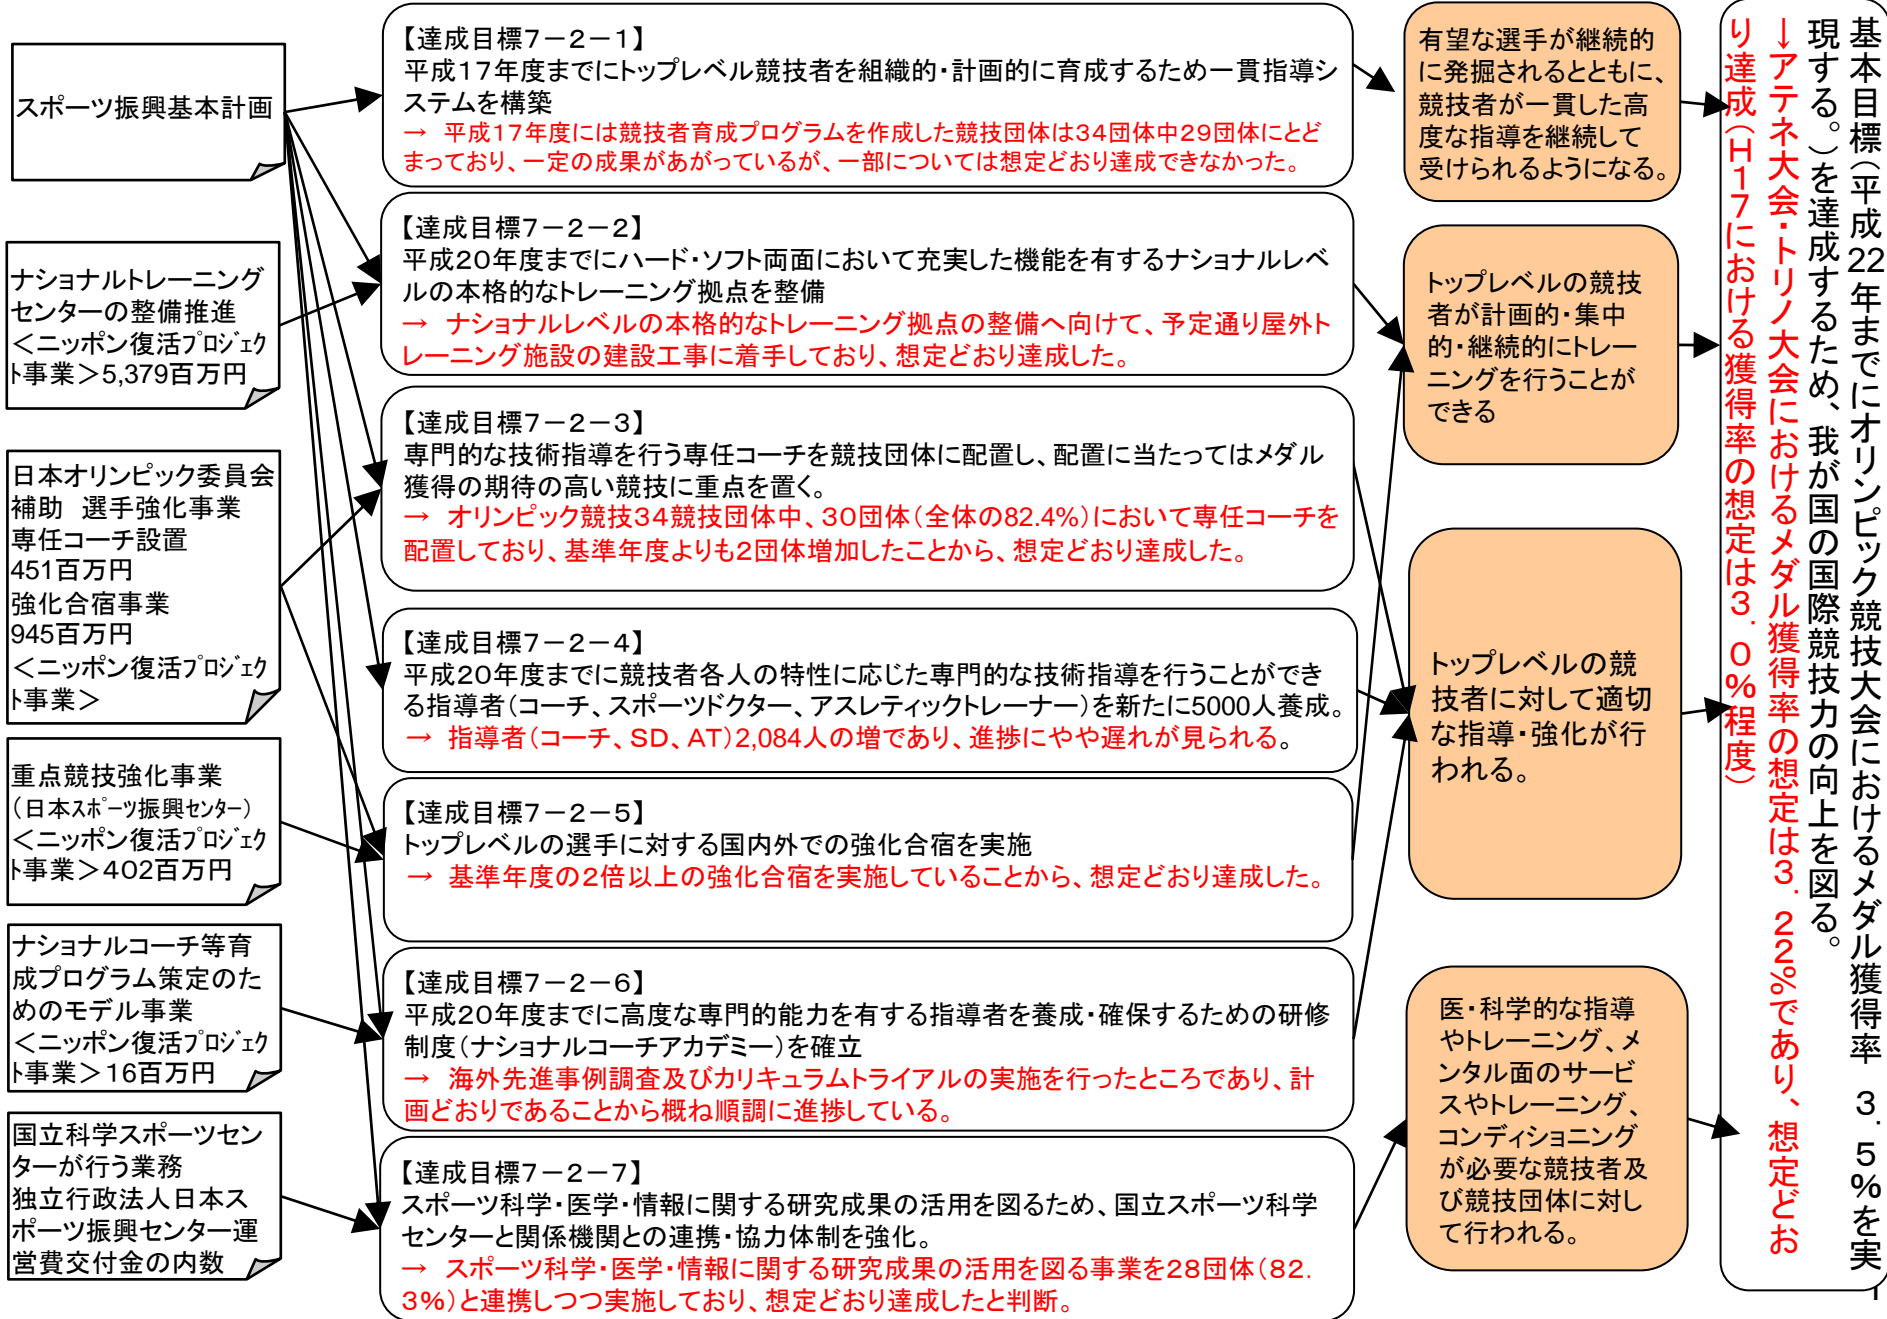 スポーツ振興基本計画
ナショナルトレーニング
センターの整備推進
＜ニッポン復活プロジェク
ト事業＞5,379百万円
日本オリンピック委員会
補助　選手強化事業
専任コーチ設置
451百万円
強化合宿事業
945百万円
＜ニッポン復活プロジェク
ト事業＞
重点競技強化事業
（日本スポーツ振興センター）
＜ニッポン復活プロジェク
ト事業＞４０２百万円
ナショナルコーチ等育
成プログラム策定のた
めのモデル事業
＜ニッポン復活プロジェク
ト事業＞16百万円
国立科学スポーツセン
ターが行う業務
独立行政法人日本ス
ポーツ振興センター運
営費交付金の内数
【達成目標７－２－１】
平成１７年度までにトップレベル競技者を組織的・計画的に育成するため一貫指導シ
ステムを構築
→　平成１７年度には競技者育成プログラムを作成した競技団体は３４団体中２９団体にとど
まっており、一定の成果があがっているが、一部については想定どおり達成できなかった。
【達成目標７－２－２】
平成２０年度までにハード・ソフト両面において充実した機能を有するナショナルレベ
ルの本格的なトレーニング拠点を整備
→　ナショナルレベルの本格的なトレーニング拠点の整備へ向けて、予定通り屋外ト
レーニング施設の建設工事に着手しており、想定どおり達成した。
【達成目標７－２－３】
専門的な技術指導を行う専任コーチを競技団体に配置し、配置に当たってはメダル
獲得の期待の高い競技に重点を置く。
→　オリンピック競技３４競技団体中、３０団体（全体の82.4％）において専任コーチを
配置しており、基準年度よりも２団体増加したことから、想定どおり達成した。
【達成目標７－２－４】
平成２０年度までに競技者各人の特性に応じた専門的な技術指導を行うことができ
る指導者（コーチ、スポーツドクター、アスレティックトレーナー）を新たに5000人養成。
→　指導者（コーチ、ＳＤ、ＡＴ）2,084人の増であり、進捗にやや遅れが見られる。
【達成目標７－２－５】
トップレベルの選手に対する国内外での強化合宿を実施
→　基準年度の２倍以上の強化合宿を実施していることから、想定どおり達成した。
【達成目標７－２－６】
平成２０年度までに高度な専門的能力を有する指導者を養成・確保するための研修
制度（ナショナルコーチアカデミー）を確立
→　海外先進事例調査及びカリキュラムトライアルの実施を行ったところであり、計
画どおりであることから概ね順調に進捗している。
【達成目標７－２－７】
スポーツ科学・医学・情報に関する研究成果の活用を図るため、国立スポーツ科学
センターと関係機関との連携・協力体制を強化。
→　スポーツ科学・医学・情報に関する研究成果の活用を図る事業を２８団体（８２．
３％）と連携しつつ実施しており、想定どおり達成したと判断。
有望な選手が継続的
に発掘されるとともに、
競技者が一貫した高
度な指導を継続して
受けられるようになる。
トップレベルの競技
者が計画的・集中
的・継続的にトレー
ニングを行うことが
できる
トップレベルの競
技者に対して適切
な指導・強化が行
われる。
医・科学的な指導
やトレーニング、メ
ンタル面のサービ
スやトレーニング、
コンディショニング
が必要な競技者及
び競技団体に対し
て行われる。
基本目標（平成22年までにオリンピック競技大会におけるメダル獲得率　３．５％を実
現する。）を達成するため、我が国の国際競技力の向上を図る。
→アテネ大会・トリノ大会におけるメダル獲得率の想定は３．２２％であり、想定どお
り達成（Ｈ１７における獲得率の想定は３．０％程度）